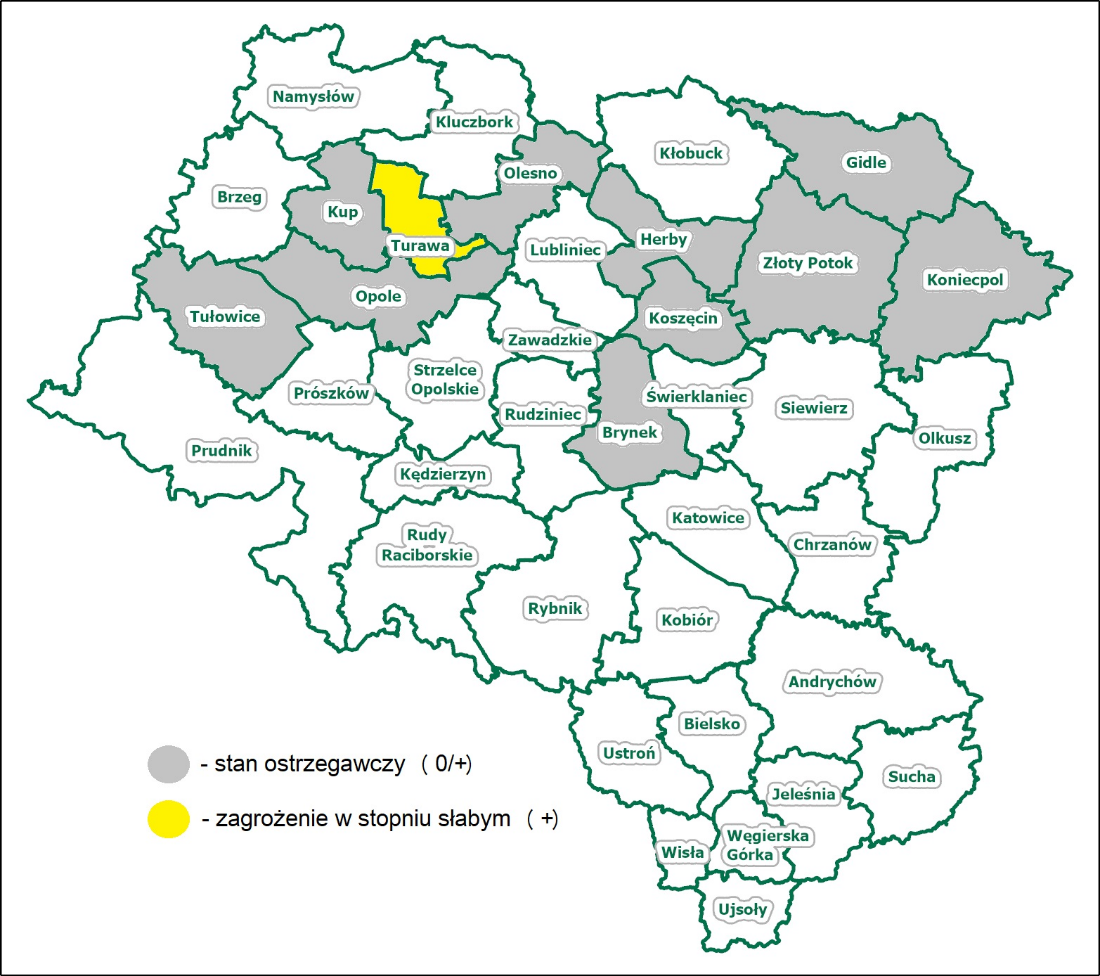 Namysłów
Kluczbork
Kłobuck
Gidle
Olesno
Brzeg
Kup
Turawa
Lubliniec
Herby
Złoty Potok
Koniecpol
Opole
Tułowice
Koszęcin
Zawadzkie
Strzelce
Opolskie
Prószków
Rudziniec
Świerklaniec
Siewierz
Brynek
Olkusz
Prudnik
Kędzierzyn
Katowice
Rudy
Raciborskie
Chrzanów
Rybnik
Kobiór
Andrychów
Bielsko
Ustroń
Sucha
Jeleśnia
Węgierska
Górka
Wisła
Ujsoły
- stan ostrzegawczy ( 0/+)
- zagrożenie w stopniu słabym ( +)